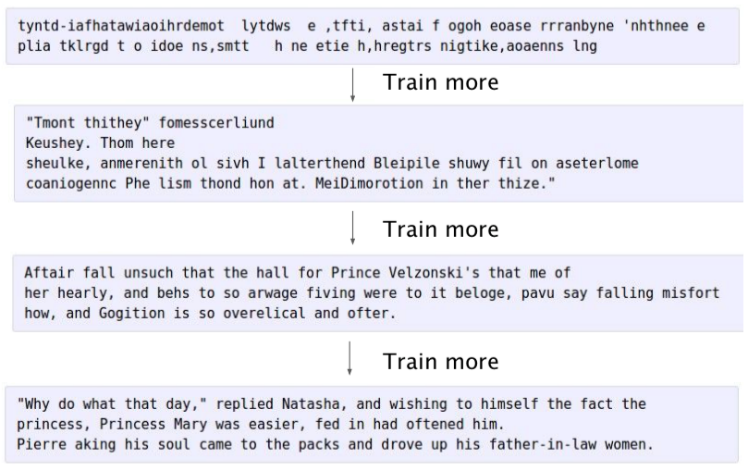 tyntd-iafhatawiaoihrdemot  lytdws  e ,tfti, astai f ogoh eoase rrranbyne 'nhthnee e
plia tklrgd t o idoe ns,smtt   h ne etie h,hregtrs nigtike,aoaenns lng
Train more
"Tmont thithey" fomesscerliund
Keushey. Thom here
sheulke, anmerenith ol sivh I lalterthend Bleipile shuwy fil on aseterlome
coaniogennc Phe lism thond hon at. MeiDimorotion in ther thize."
Train more
Aftair fall unsuch that the hall for Prince Velzonski's that me of
her hearly, and behs to so arwage fiving were to it beloge, pavu say falling misfort
how, and Gogition is so overelical and ofter.
Train more
"Why do what that day," replied Natasha, and wishing to himself the fact the
princess, Princess Mary was easier, fed in had oftened him.
Pierre aking his soul came to the packs and drove up his father-in-law women.